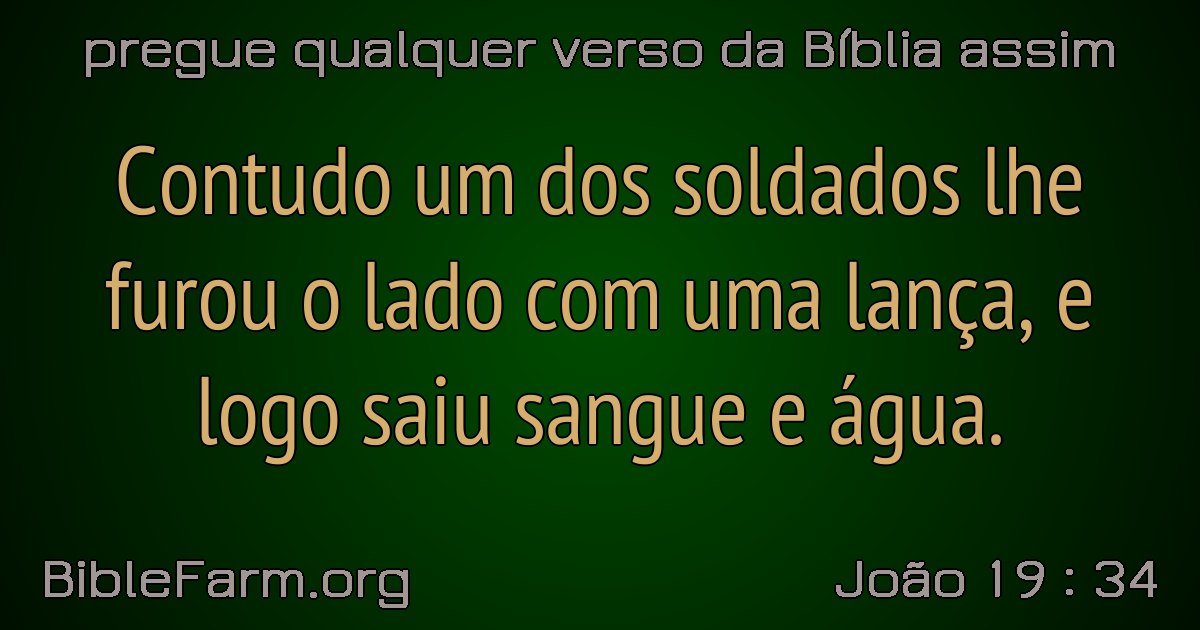 pregue qualquer verso da Bíblia assim
Contudo um dos soldados lhe
furou o lado com uma lança, e
logo saiu sangue e água.
BibleFarm.org
João 19 : 34